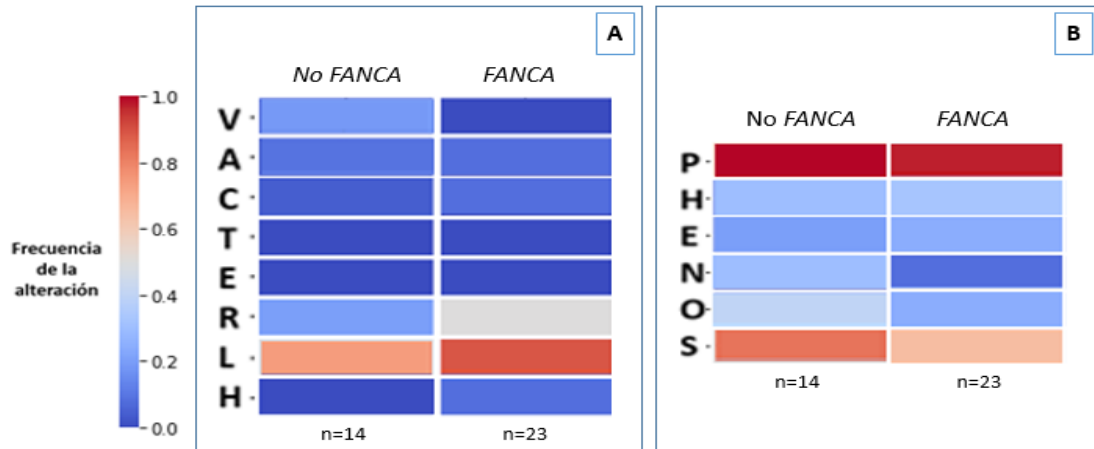 Frecuencia
de la
alteración
1.0
0.8
0.6
0.4
0.2
0.0
A
No FANCA FANCA
V
A
C
T
E
R
L
H
n=14 n=23
B
No FANCA FANCA
P
H
E
N
O
S
n=14 n=23